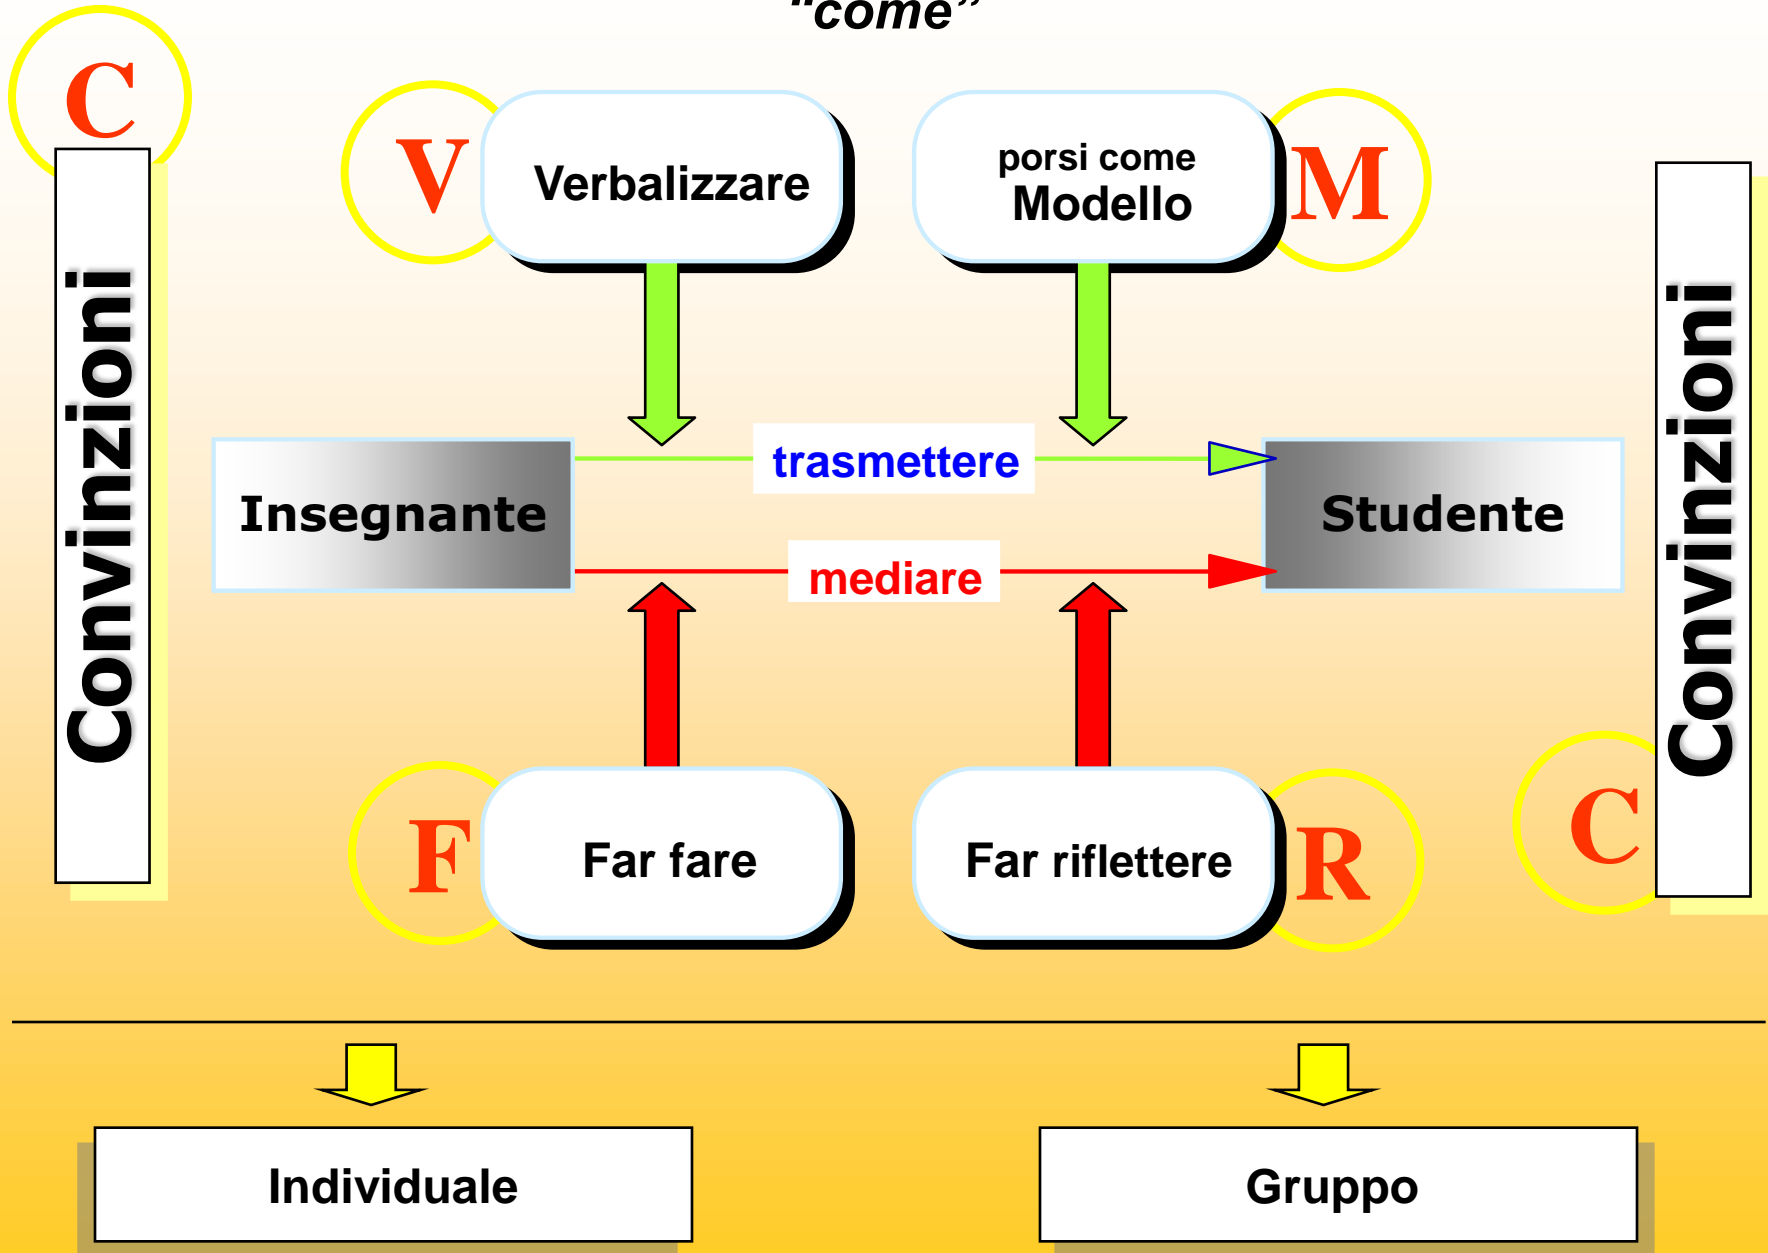 “come”
C
V
Verbalizzare
porsi come
Modello
M
Convinzioni
Convinzioni
trasmettere
Insegnante
Studente
mediare
F
Far fare
Far riflettere
R
C
Individuale
Gruppo